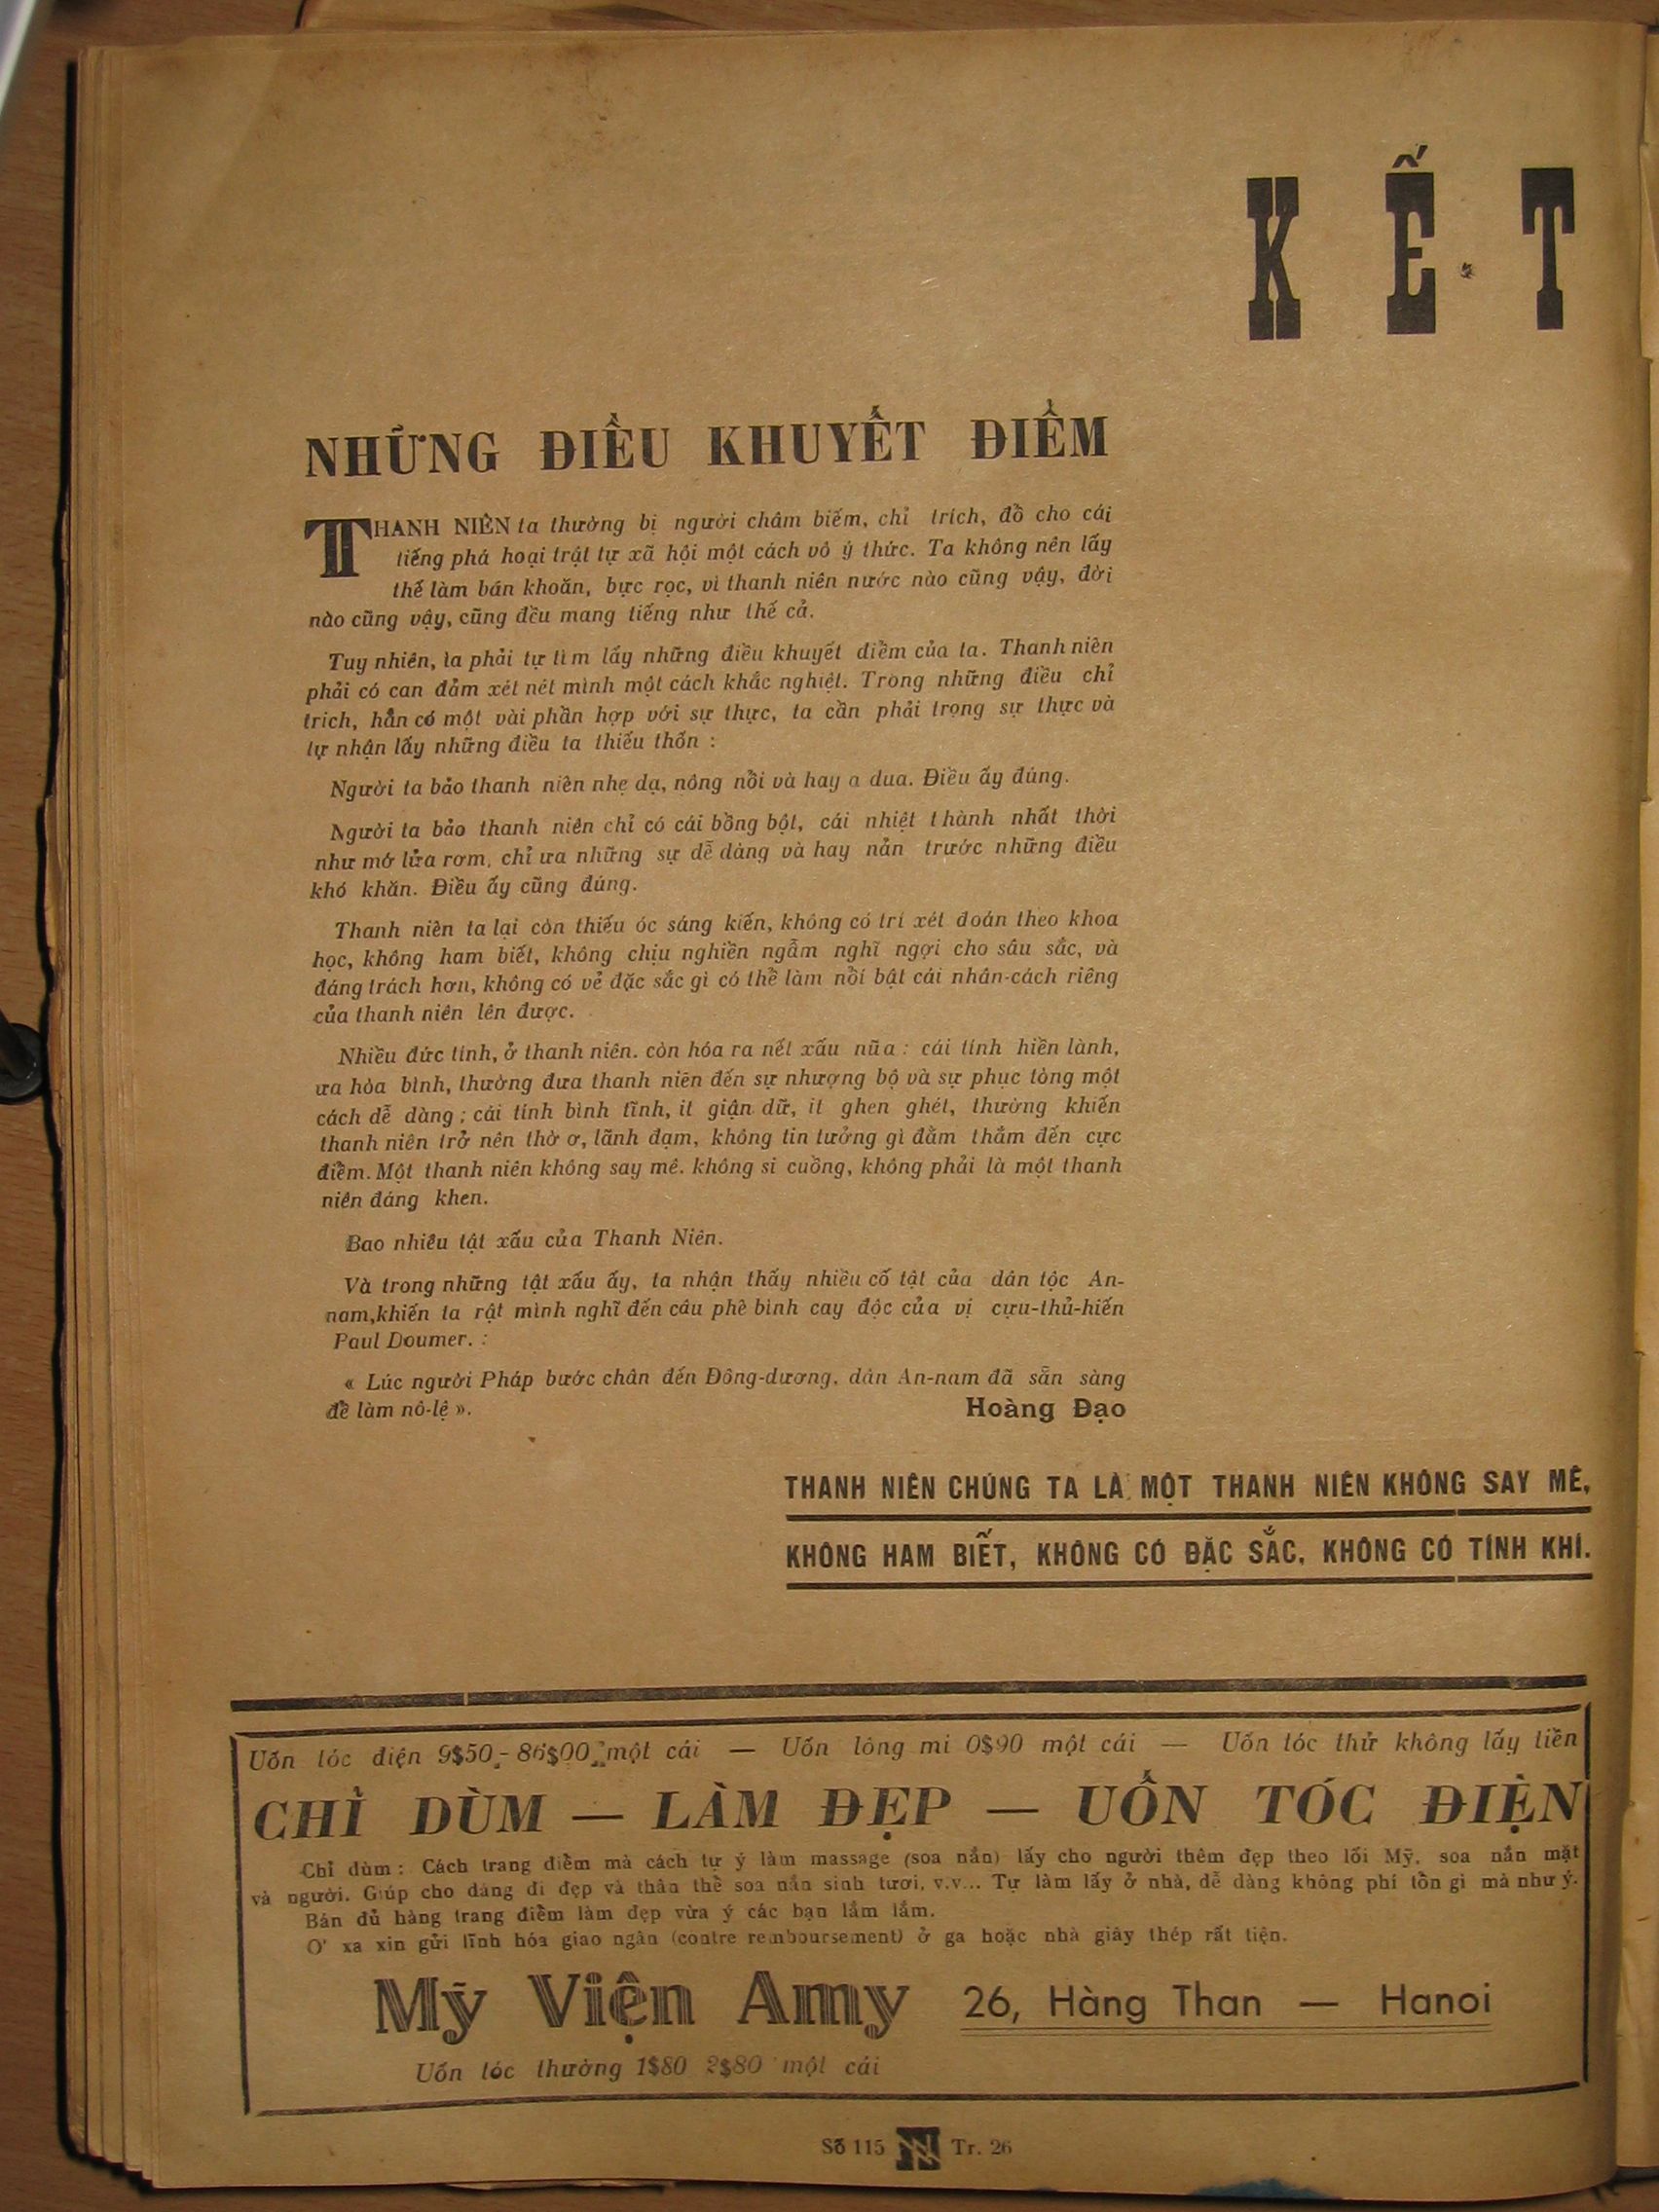 KẾT
NHỮNG ĐIỀU KHUYẾT ĐIỂM
THANH NIÊN ta thường bị người châm biếm, chỉ trích, đổ cho cái
tiếng phá hoại trật tự xã hội một cách vô ý thức. Ta không nên lấy
thế làm bán khoăn, bực rọc, vì thanh niên nước nào cũng vậy, đời
nào cũng vậy, cũng đều mang tiếng như thế cả.
Tuy nhiên, ta phải tự tìm lấy những điều khuyết điểm của ta. Thanh niên
phải có can đảm xét nét mình một cách khắc nghiệt. Trong những điều chỉ
trích, hẳn có một vài phần hợp với sự thực, ta cần phải trọng sự thực và
tự nhận lấy những điều ta thiếu thốn :
Người ta bảo thanh niên nhẹ dạ, nông nổi và hay a dua. Điều ấy đúng.
Người ta bảo thanh niên chỉ có cái bồng bột, cái nhiệt thành nhất thời
như mớ lửa rơm, chỉ ưa những sự dễ dàng và hay nản trước những điều
khó khăn. Điều ấy cũng đúng.
Thanh niên ta lại còn thiếu óc sáng kiến, không có trí xét đoán theo khoa
học, không ham biết, không chịu nghiền ngẫm nghĩ ngợi cho sâu sắc, và
đáng trách hơn, không có vẻ đặc sắc gì có thể làm nổi bật cái nhân-cách riêng
của thanh niên lên được.
Nhiều đức tính, ở thanh niên. còn hóa ra nết xấu nữa : cái tính hiền lành,
ưa hòa bình, thường đưa thanh niên đến sự nhượng bộ và sự phục tòng một
cách dễ dàng ; cái tính bình tĩnh, ít giận dữ, ít ghen ghét, thường khiến
thanh niên trở nên thờ ơ, lãnh đạm, không tin tưởng gì đằm thắm đến cực
điểm. Một thanh niên không say mê. không si cuồng, không phải là một thanh
niên đáng khen.
Bao nhiêu tật xấu của Thanh Niên.
Và trong những tật xấu ấy, ta nhận thấy nhiều cố tật của dân tộc An-
nam,khiến ta rật mình nghĩ đến câu phê bình cay độc của vị cựu-thủ-hiến
Paul Doumer. :
« Lúc người Pháp bước chân đến Đông-dương, dân An-nam đã sẵn sàng
để làm nô-lệ ».
Hoàng Đạo
THANH NIÊN CHÚNG TA LÀ MỘT THANH NIÊN KHÔNG SAY MÊ,
KHÔNG HAM BIẾT, KHÔNG CÓ ĐẶC SẮC, KHÔNG CÓ TÍNH KHÍ.
Uốn tóc điện 9$50 - một cái — Uốn lông mi 0$90 một cái — Uốn tóc thử không lấy tiền
CHỈ DÙM — LÀM ĐẸP — UỐN TÓC ĐIỆN
Chỉ dùm : Cách trang điểm mà cách tự ý làm massage (soa nắn) lấy cho người thêm đẹp theo lối Mỹ. soa nắn mặt
và người. Giúp cho dáng đi đẹp và thân thể soa nắn sinh tươi, v.v... Tự làm lấy ở nhà, dễ dàng không phí tổn gì mà như ý.
Bán đủ hàng trang điểm làm đẹp vừa ý các bạn lắm lắm.
Ơ' xa xin gửi lĩnh hóa giao ngân (contre remboursement) ở ga hoặc nhà giây thép rất tiện.
Mỹ Viện Amy 26, Hàng Than — Hanoi
Uốn tóc thường 1$80 2$80 một cái
Số 115 Tr. 26